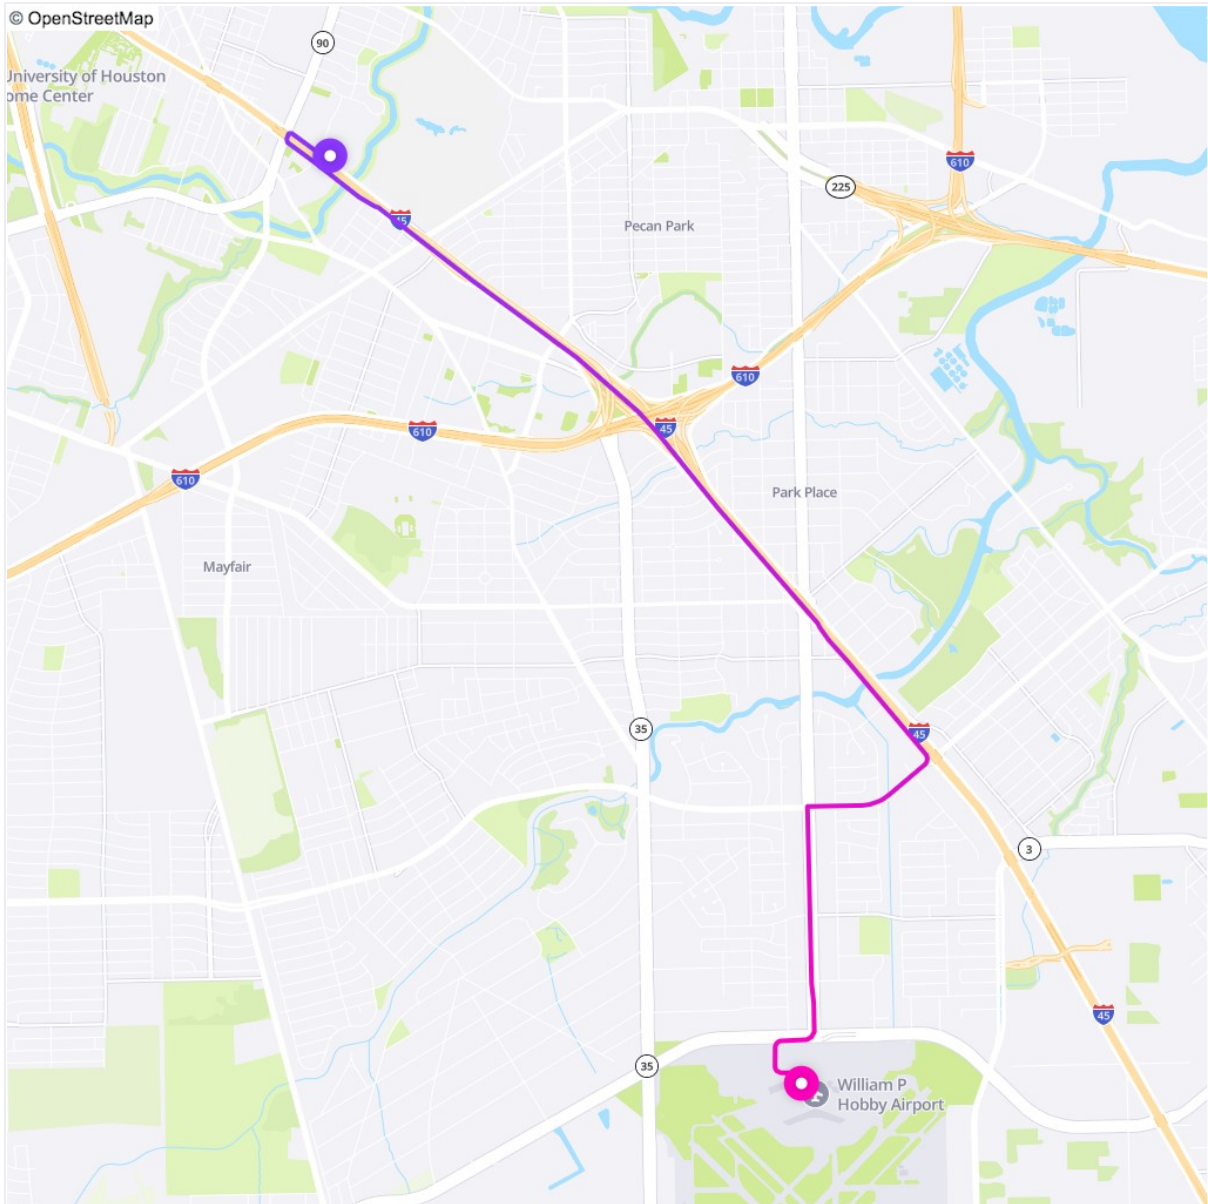 © OpenStreetMap
90
University of Houston
ome Center
610
225
45
Pecan Park
610
45
610
610
Park Place
Mayfair
35
45
3
45
35
William P
Hobby Airport